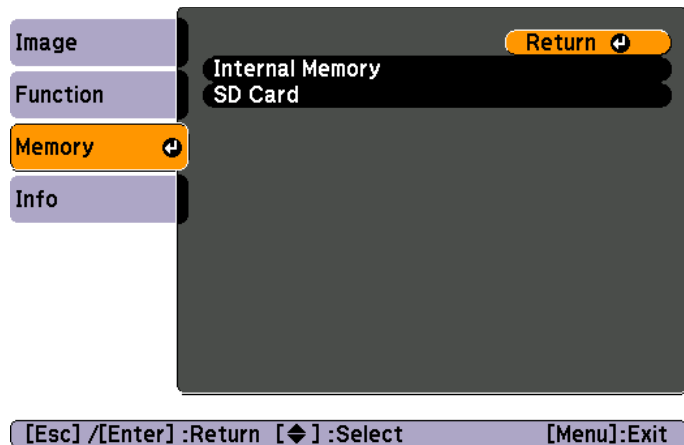 Image
Function
Memory
Info
Return
Internal Memory
SD Card
[Esc] /[Enter] :Return [◆] :Select [Menu]:Exit